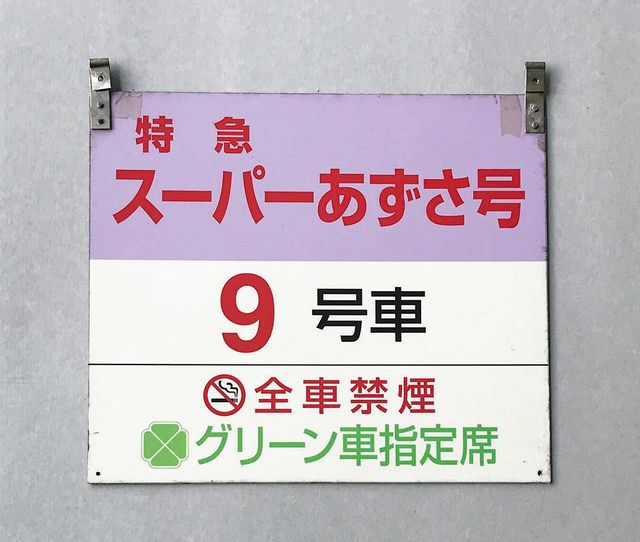 特 急
スーパーあずさ号
9 号車
全車禁煙
グリーン車指定席